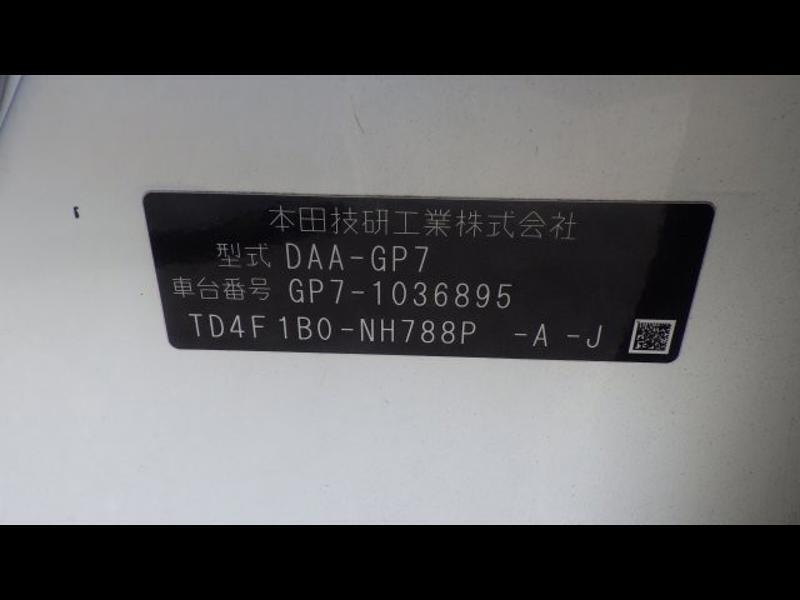 本田技研工業株式会社
型式 DAA-GP7
車台番号 GP7-1036895
TD4F1B0-NH788P -A -J